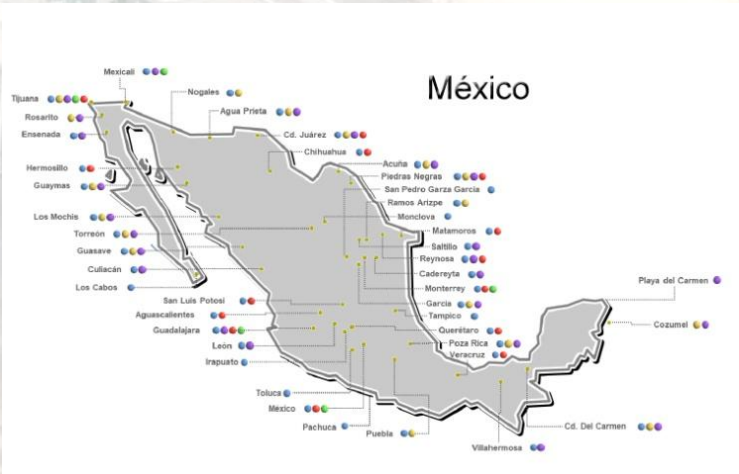 México
Mexicali
Tijuana
Nogales
Rosarito
Agua Prieta
Ensenada
Cd. Juárez
Chihuahua
Hermosillo
Acuña
Piedras Negras
Guaymas
San Pedro Garza García
Ramos Arizpe
Los Mochis
Monclova
Torreón
Matamoros
Guasave
Saltillo
Reynosa
Culiacán
Cadereyta
Los Cabos
Monterrey
Playa del Carmen
San Luis Potosí
García
Aguascalientes
Tampico
Guadalajara
Querétaro
Cozumel
León
Poza Rica
Veracruz
Irapuato
Toluca
México
Pachuca
Puebla
Cd. Del Carmen
Villahermosa